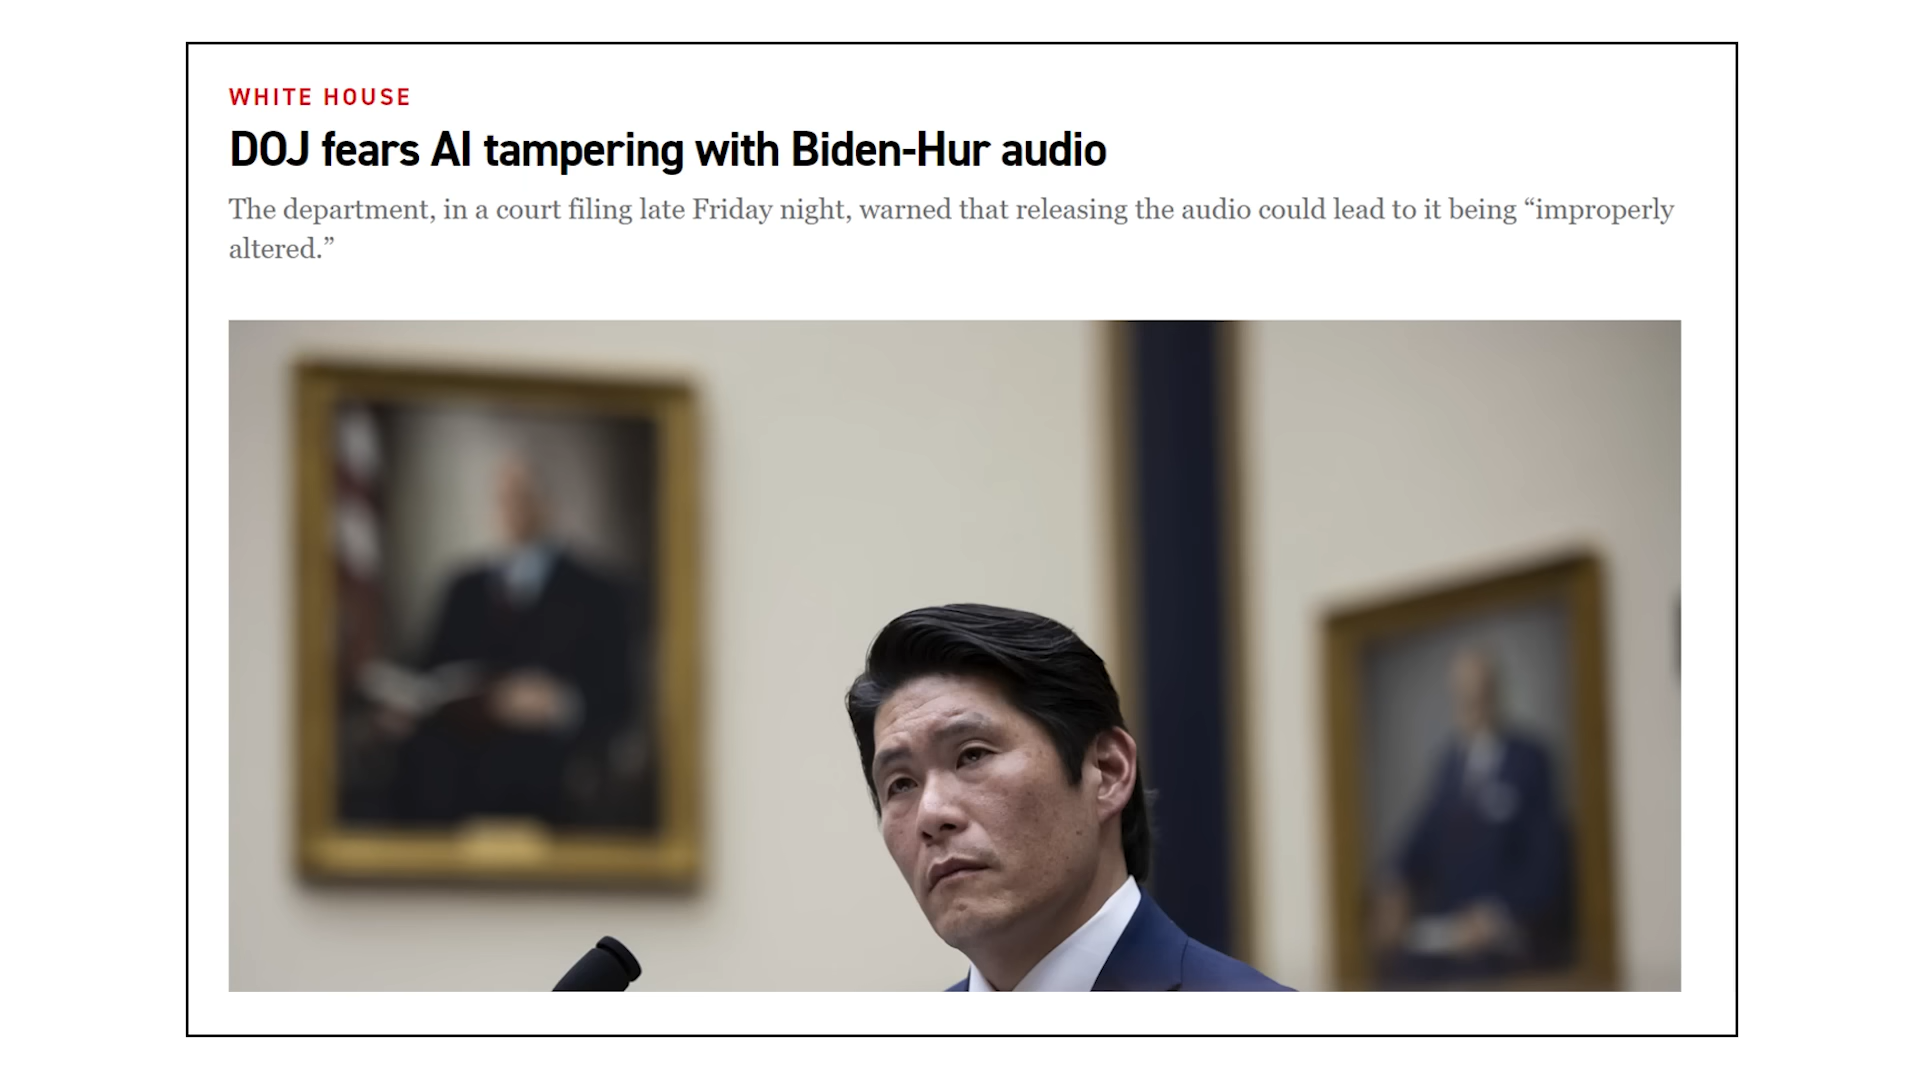 WHITE HOUSE
DOJ fears AI tampering with Biden-Hur audio
The department, in a court filing late Friday night, warned that releasing the audio could lead to it being “improperly
altered.”